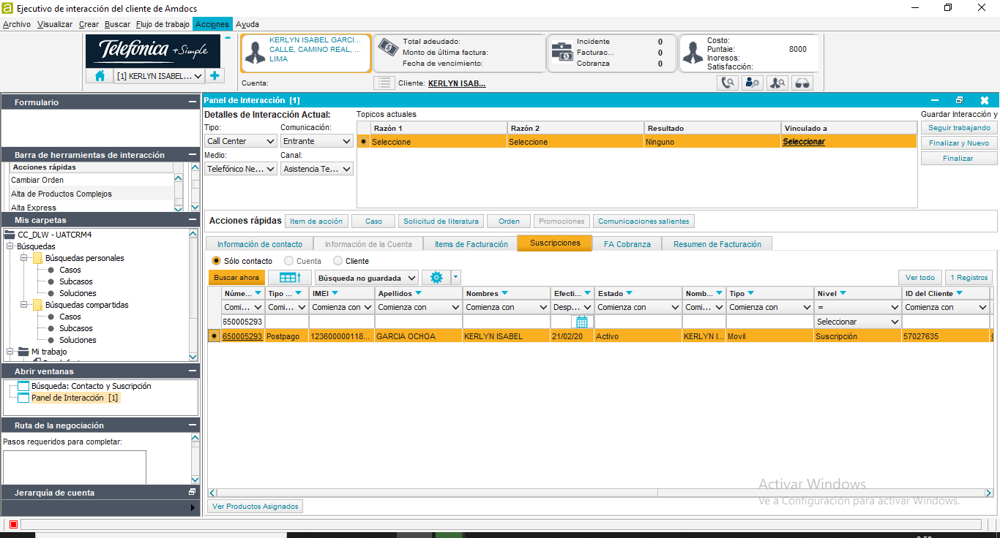 Ejecutivo de interacción del cliente de Amdocs
Archivo Visualizar Crear Buscar Flujo de trabajo Acciones Ayuda
Telefónica +Simple
[1] KERLYN ISABEL...
KERLYN ISABEL GARCI...
CALLE, CAMINO REAL, ...
LIMA
Total adeudado:
Monto de última factura:
Fecha de vencimiento:
Incidente 0
Facturac... 0
Cobranza 0
Costo:
Puntaie: 8000
Inoresos:
Satisfacción:
Cuenta:
Cliente: KERLYN ISAB...
Formulario
Barra de herramientas de interacción
Acciones rápidas
Cambiar Orden
Alta de Productos Complejos
Alta Express
Mis carpetas
CC_DLW - UATCRM4
Búsquedas
Búsquedas personales
Casos
Subcasos
Soluciones
Búsquedas compartidas
Casos
Subcasos
Soluciones
Mi trabajo
Abrir ventanas
Búsqueda: Contacto y Suscripción
Panel de Interacción [1]
Ruta de la negociación
Pasos requeridos para completar:
Jerarquía de cuenta
Panel de Interacción [1]
Detalles de Interacción Actual:
Tipo: Comunicación:
Call Center Entrante
Medio: Canal:
Telefónico Ne... Asistencia Te...
Topicos actuales
Razón 1 Razón 2 Resultado Vinculado a
Seleccione Seleccione Ninguno Seleccionar
Guardar Interacción y
Seguir trabajando
Finalizar y Nuevo
Finalizar
Acciones rápidas Item de acción Caso Solicitud de literatura Orden Promociones Comunicaciones salientes
Información de contacto Información de la Cuenta Items de Facturación Suscripciones FA Cobranza Resumen de Facturación
Sólo contacto Cuenta Cliente
Buscar ahora Búsqueda no guardada Ver todo 1 Registros
Núme... Tipo ... IMEI Apellidos Nombres Efecti... Estado Nomb... Tipo Nivel ID del Cliente
Comi... Comi... Comienza con Comienza con Comienza con Desp... Comienza con Comi... Comienza con = Comienza con
650005293 Seleccionar
650005293 Postpago 123600000118... GARCIA OCHOA KERLYN ISABEL 21/02/20 Activo KERLYN I... Movil Suscripción 57027635
Ver Productos Asignados
Activar Windows
Ve a Configuración para activar Windows.